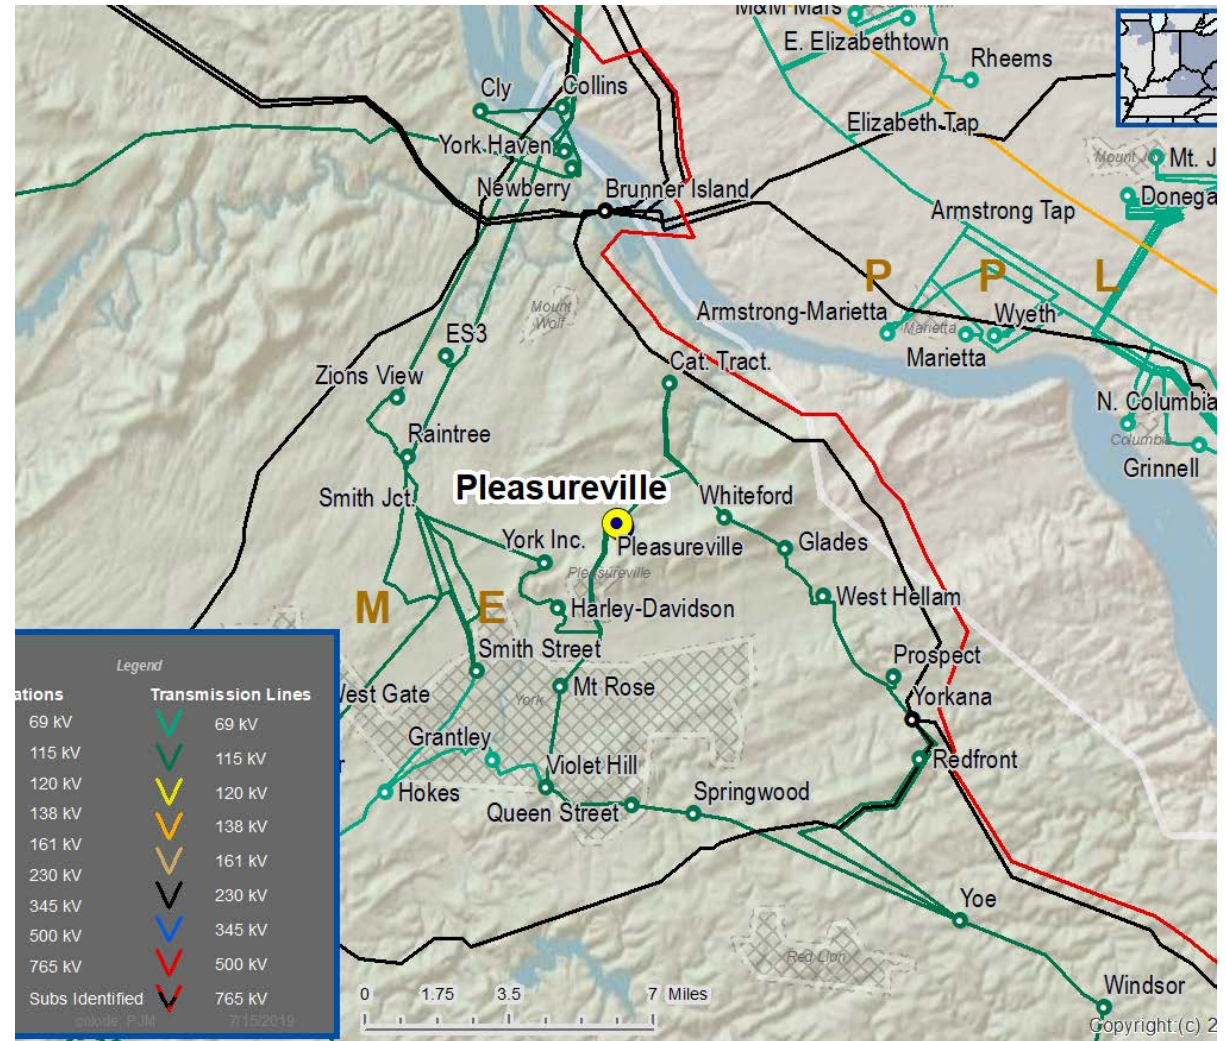 M&M Mars
E. Elizabethtown
Rheems
Cly
Collins
Elizabeth Tap
York Haven
Mount J
Mt. J
Newberry
Brunner Island
Donega
Armstrong Tap
P P L
Mount
Wolf
Armstrong-Marietta
Marietta
Wyeth
ES3
Marietta
Cat. Tract.
Zions View
N. Columbia
Raintree
Columbia
Grinnell
Smith Jct.
Pleasureville
Whiteford
York Inc.
Pleasureville
Glades
Pleasureville
M E
Harley-Davidson
West Hellam
Smith Street
Prospect
West Gate
York
Mt Rose
Yorkana
Grantley
Violet Hill
Redfront
Hokes
Queen Street
Springwood
Yoe
Red Lion
Windsor
Legend
ations
Transmission Lines
69 kV
69 kV
115 kV
115 kV
120 kV
120 kV
138 kV
138 kV
161 kV
161 kV
230 kV
230 kV
345 kV
345 kV
500 kV
500 kV
765 kV
765 kV
Subs Identified
PJM
7/15/2019
0 1.75 3.5 7 Miles
Copyright:(c) 2